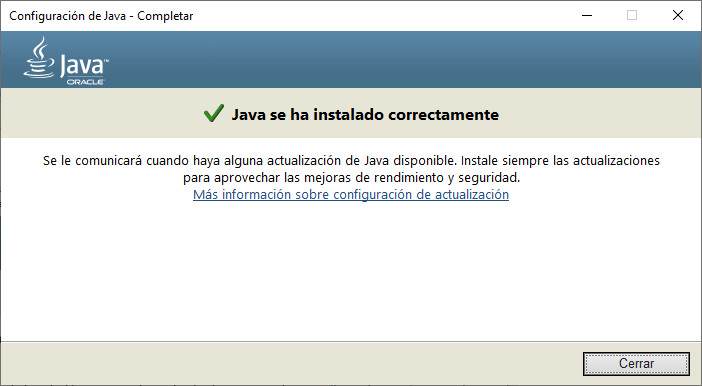 Configuración de Java - Completar
Java™
ORACLE
Java se ha instalado correctamente
Se le comunicará cuando haya alguna actualización de Java disponible. Instale siempre las actualizaciones
para aprovechar las mejoras de rendimiento y seguridad.
Más información sobre configuración de actualización
Cerrar